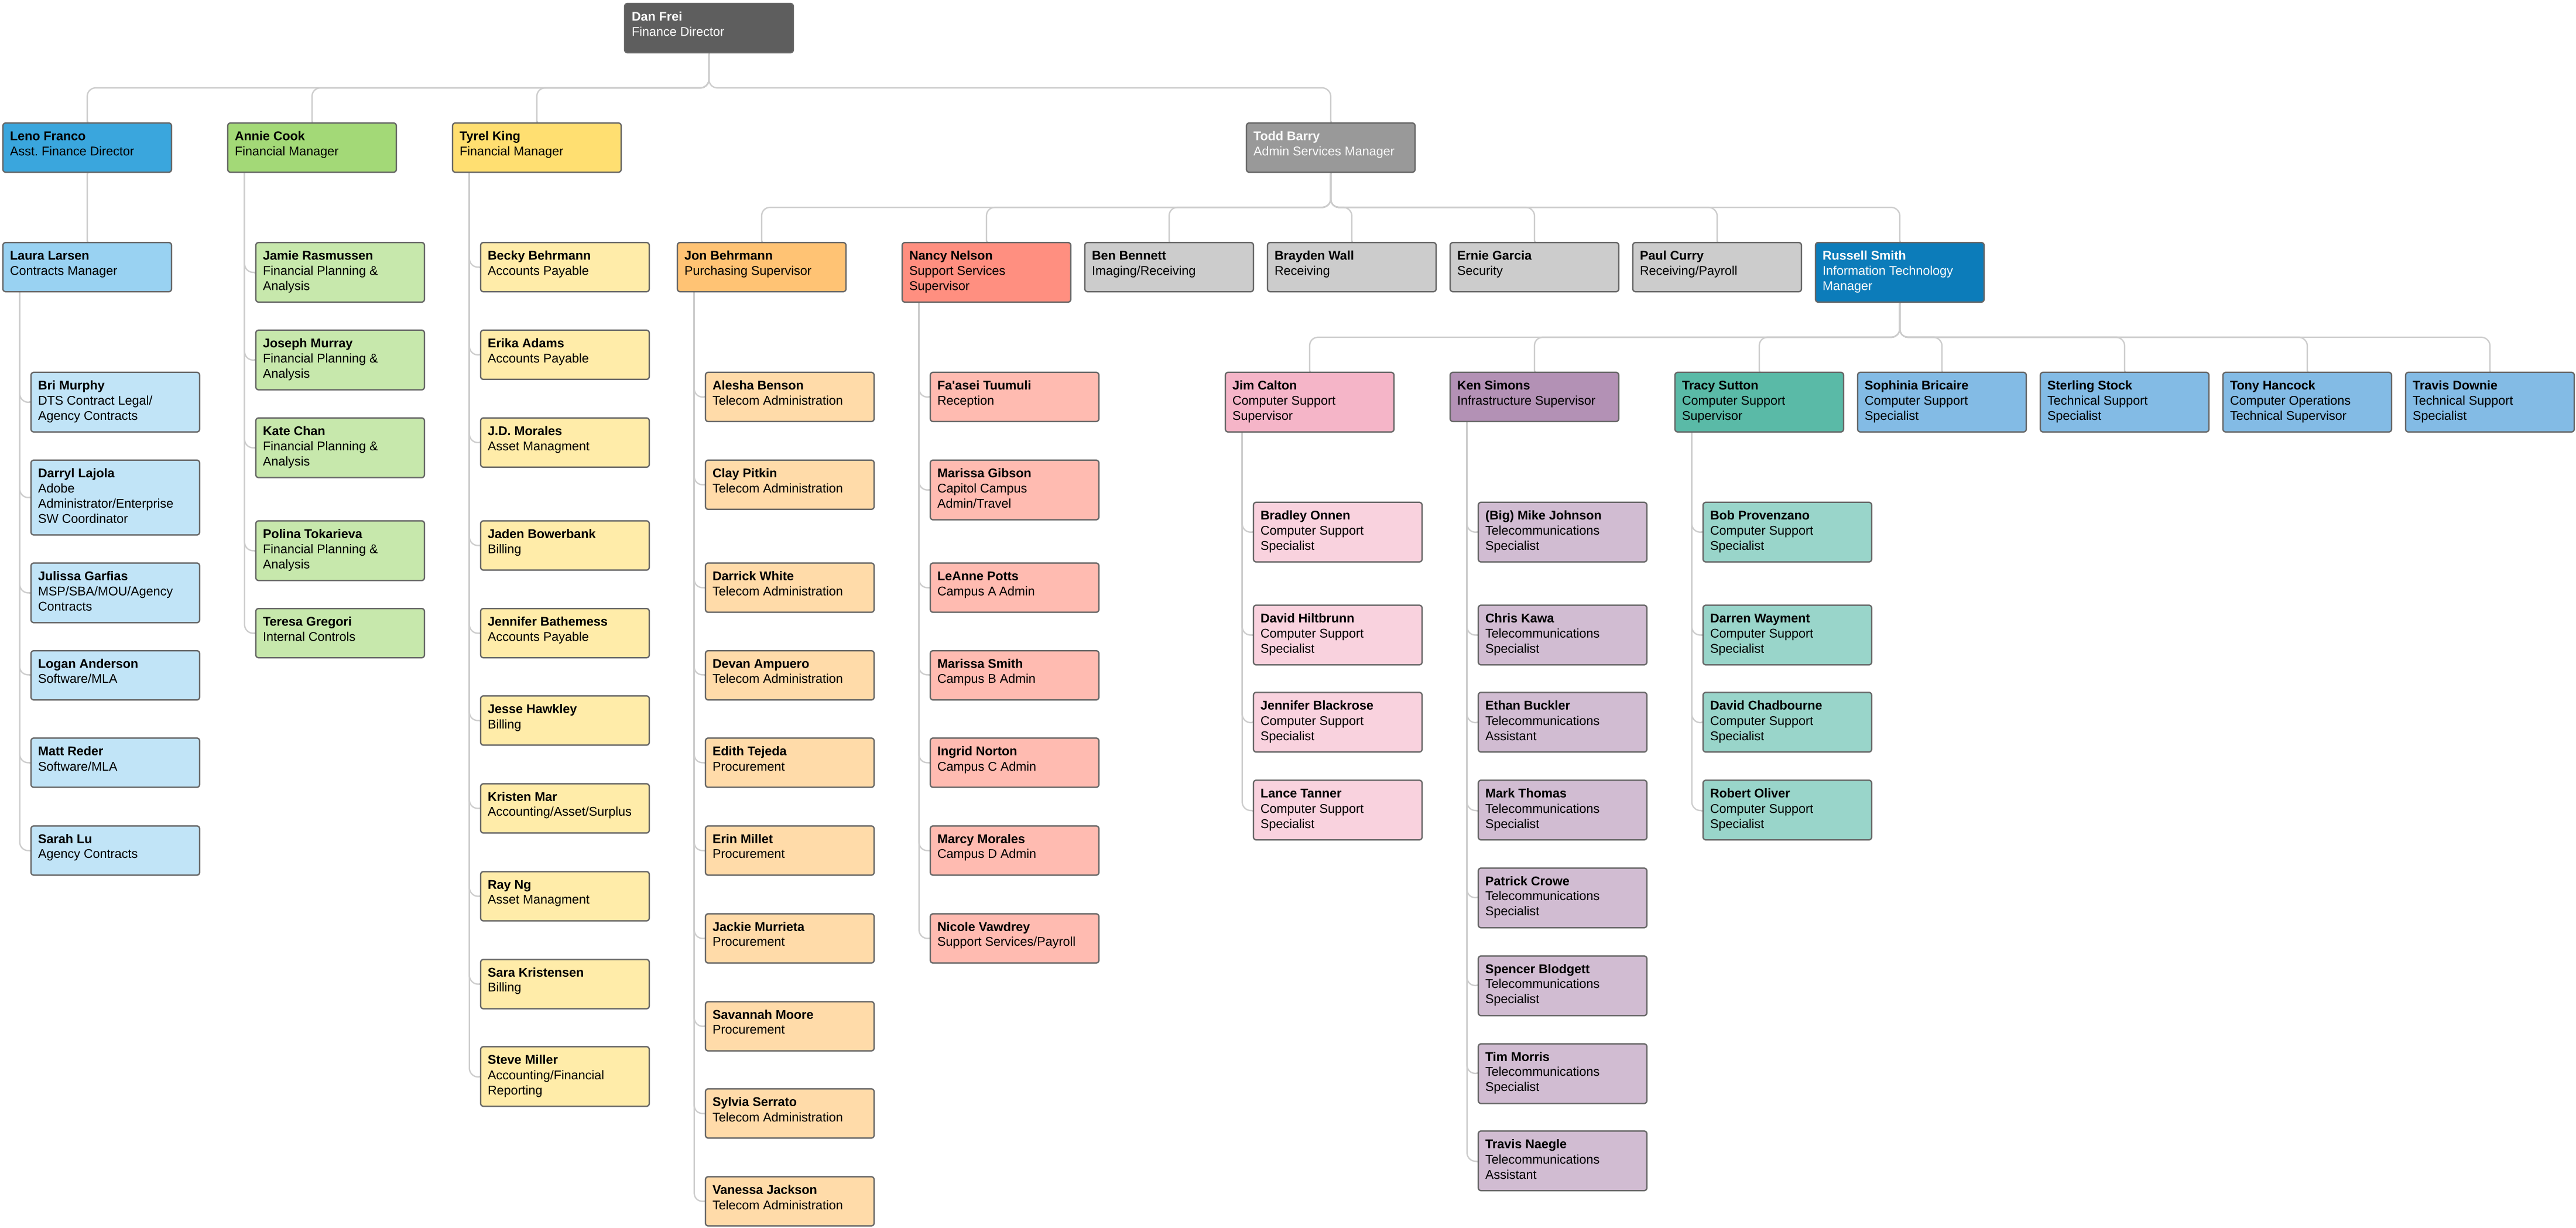 Dan Frei
Finance Director
Leno Franco
Asst. Finance Director
Annie Cook
Financial Manager
Tyrel King
Financial Manager
Todd Barry
Admin Services Manager
Laura Larsen
Contracts Manager
Bri Murphy
DTS Contract Legal/
Agency Contracts
Darryl Lajola
Adobe
Administrator/Enterprise
SW Coordinator
Julissa Garfias
MSP/SBA/MOU/Agency
Contracts
Logan Anderson
Software/MLA
Matt Reder
Software/MLA
Sarah Lu
Agency Contracts
Jamie Rasmussen
Financial Planning &
Analysis
Joseph Murray
Financial Planning &
Analysis
Kate Chan
Financial Planning &
Analysis
Polina Tokarieva
Financial Planning &
Analysis
Teresa Gregori
Internal Controls
Becky Behrmann
Accounts Payable
Erika Adams
Accounts Payable
J.D. Morales
Asset Managment
Jaden Bowerbank
Billing
Jennifer Bathemess
Accounts Payable
Jesse Hawkley
Billing
Kristen Mar
Accounting/Asset/Surplus
Ray Ng
Asset Managment
Sara Kristensen
Billing
Steve Miller
Accounting/Financial
Reporting
Jon Behrmann
Purchasing Supervisor
Alesha Benson
Telecom Administration
Clay Pitkin
Telecom Administration
Darrick White
Telecom Administration
Devan Ampuero
Telecom Administration
Edith Tejeda
Procurement
Erin Millet
Procurement
Jackie Murrieta
Procurement
Savannah Moore
Procurement
Sylvia Serrato
Telecom Administration
Vanessa Jackson
Telecom Administration
Nancy Nelson
Support Services
Supervisor
Fa'asei Tuumuli
Reception
Marissa Gibson
Capitol Campus
Admin/Travel
LeAnne Potts
Campus A Admin
Marissa Smith
Campus B Admin
Ingrid Norton
Campus C Admin
Marcy Morales
Campus D Admin
Nicole Vawdrey
Support Services/Payroll
Ben Bennett
Imaging/Receiving
Brayden Wall
Receiving
Ernie Garcia
Security
Paul Curry
Receiving/Payroll
Russell Smith
Information Technology
Manager
Jim Calton
Computer Support
Supervisor
Bradley Onnen
Computer Support
Specialist
David Hiltbrunn
Computer Support
Specialist
Jennifer Blackrose
Computer Support
Specialist
Lance Tanner
Computer Support
Specialist
Ken Simons
Infrastructure Supervisor
(Big) Mike Johnson
Telecommunications
Specialist
Chris Kawa
Telecommunications
Specialist
Ethan Buckler
Telecommunications
Assistant
Mark Thomas
Telecommunications
Specialist
Patrick Crowe
Telecommunications
Specialist
Spencer Blodgett
Telecommunications
Specialist
Tim Morris
Telecommunications
Specialist
Travis Naegle
Telecommunications
Assistant
Tracy Sutton
Computer Support
Supervisor
Bob Provenzano
Computer Support
Specialist
Darren Wayment
Computer Support
Specialist
David Chadbourne
Computer Support
Specialist
Robert Oliver
Computer Support
Specialist
Sophinia Bricaire
Computer Support
Specialist
Sterling Stock
Technical Support
Specialist
Tony Hancock
Computer Operations
Technical Supervisor
Travis Downie
Technical Support
Specialist